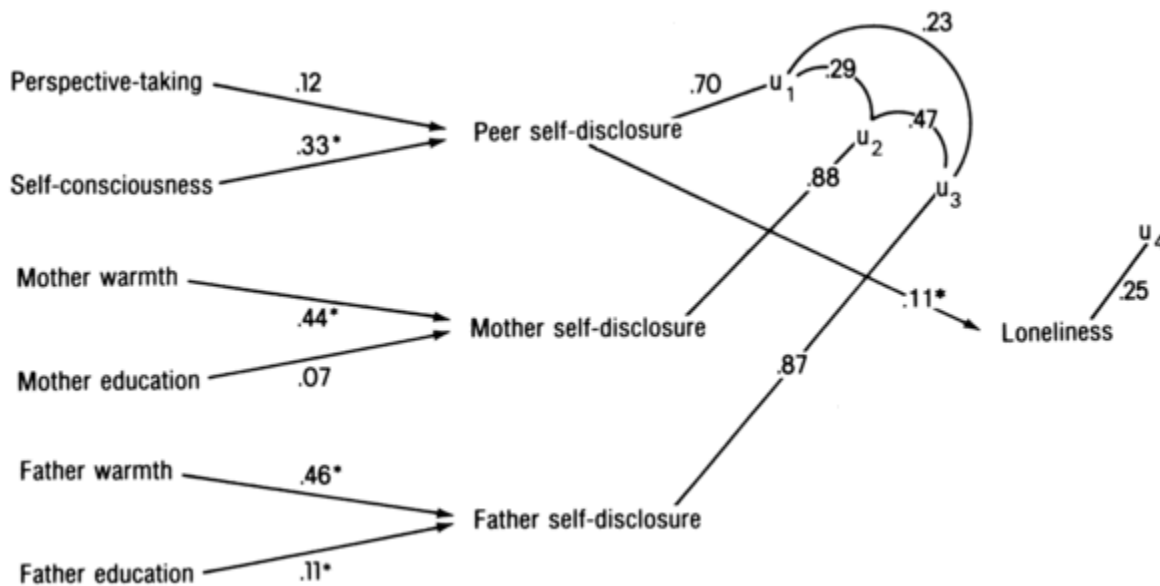 .23
Perspective-taking
.12
.70
u1
.29
Peer self-disclosure
.47
.33*
u2
Self-consciousness
.88
u3
u4
Mother warmth
.11*
.25
.44*
Mother self-disclosure
Loneliness
.87
Mother education
.07
Father warmth
.46*
Father self-disclosure
Father education
.11*